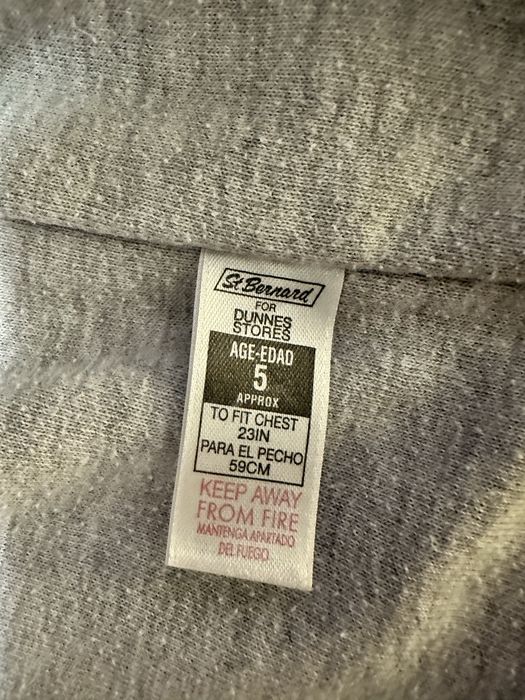 St Bernard
FOR
DUNNES
STORES
AGE-EDAD
5
APPROX
TO FIT CHEST
23IN
PARA EL PECHO
59CM
KEEP AWAY
FROM FIRE
MANTENGA APARTADO
DEL FUEGO